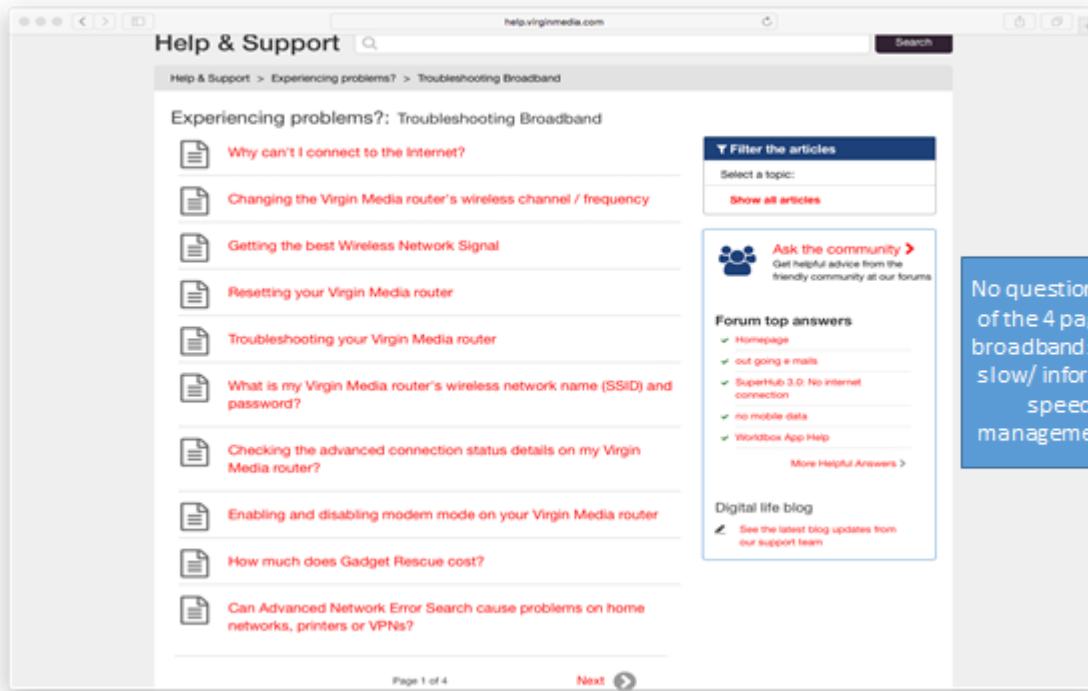 help.virginmedia.com
Help & Support
Search
Help & Support > Experiencing problems? > Troubleshooting Broadband
Experiencing problems?: Troubleshooting Broadband
Why can't I connect to the Internet?
Changing the Virgin Media router's wireless channel / frequency
Getting the best Wireless Network Signal
Resetting your Virgin Media router
Troubleshooting your Virgin Media router
What is my Virgin Media router's wireless network name (SSID) and
password?
Checking the advanced connection status details on my Virgin
Media router?
Enabling and disabling modem mode on your Virgin Media router
How much does Gadget Rescue cost?
Can Advanced Network Error Search cause problems on home
networks, printers or VPNs?
Page 1 of 4
Next
Filter the articles
Select a topic:
Show all articles
Ask the community >
Get helpful advice from the
friendly community at our forums
Forum top answers
Homepage
out going e mails
SuperHub 3.0: No internet
connection
no mobile data
Worldbox App Help
More Helpful Answers >
Digital life blog
See the latest blog updates from
our support team
No question
of the 4 pa
broadband
slow/ infor
speed
manageme